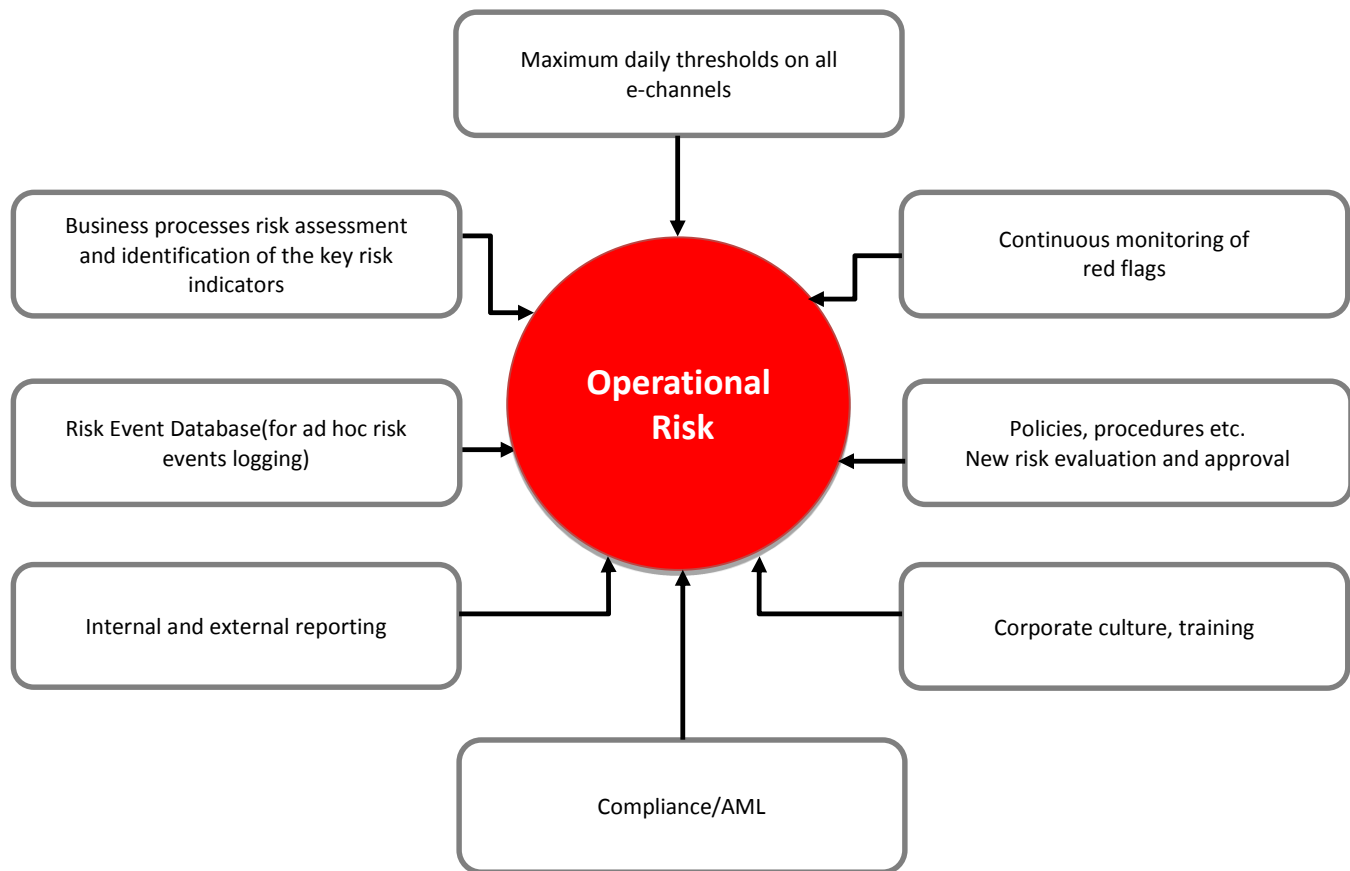 Maximum daily thresholds on all
e-channels
Business processes risk assessment
and identification of the key risk
indicators
Continuous monitoring of
red flags
Operational
Risk
Risk Event Database(for ad hoc risk
events logging)
Policies, procedures etc.
New risk evaluation and approval
Internal and external reporting
Corporate culture, training
Compliance/AML